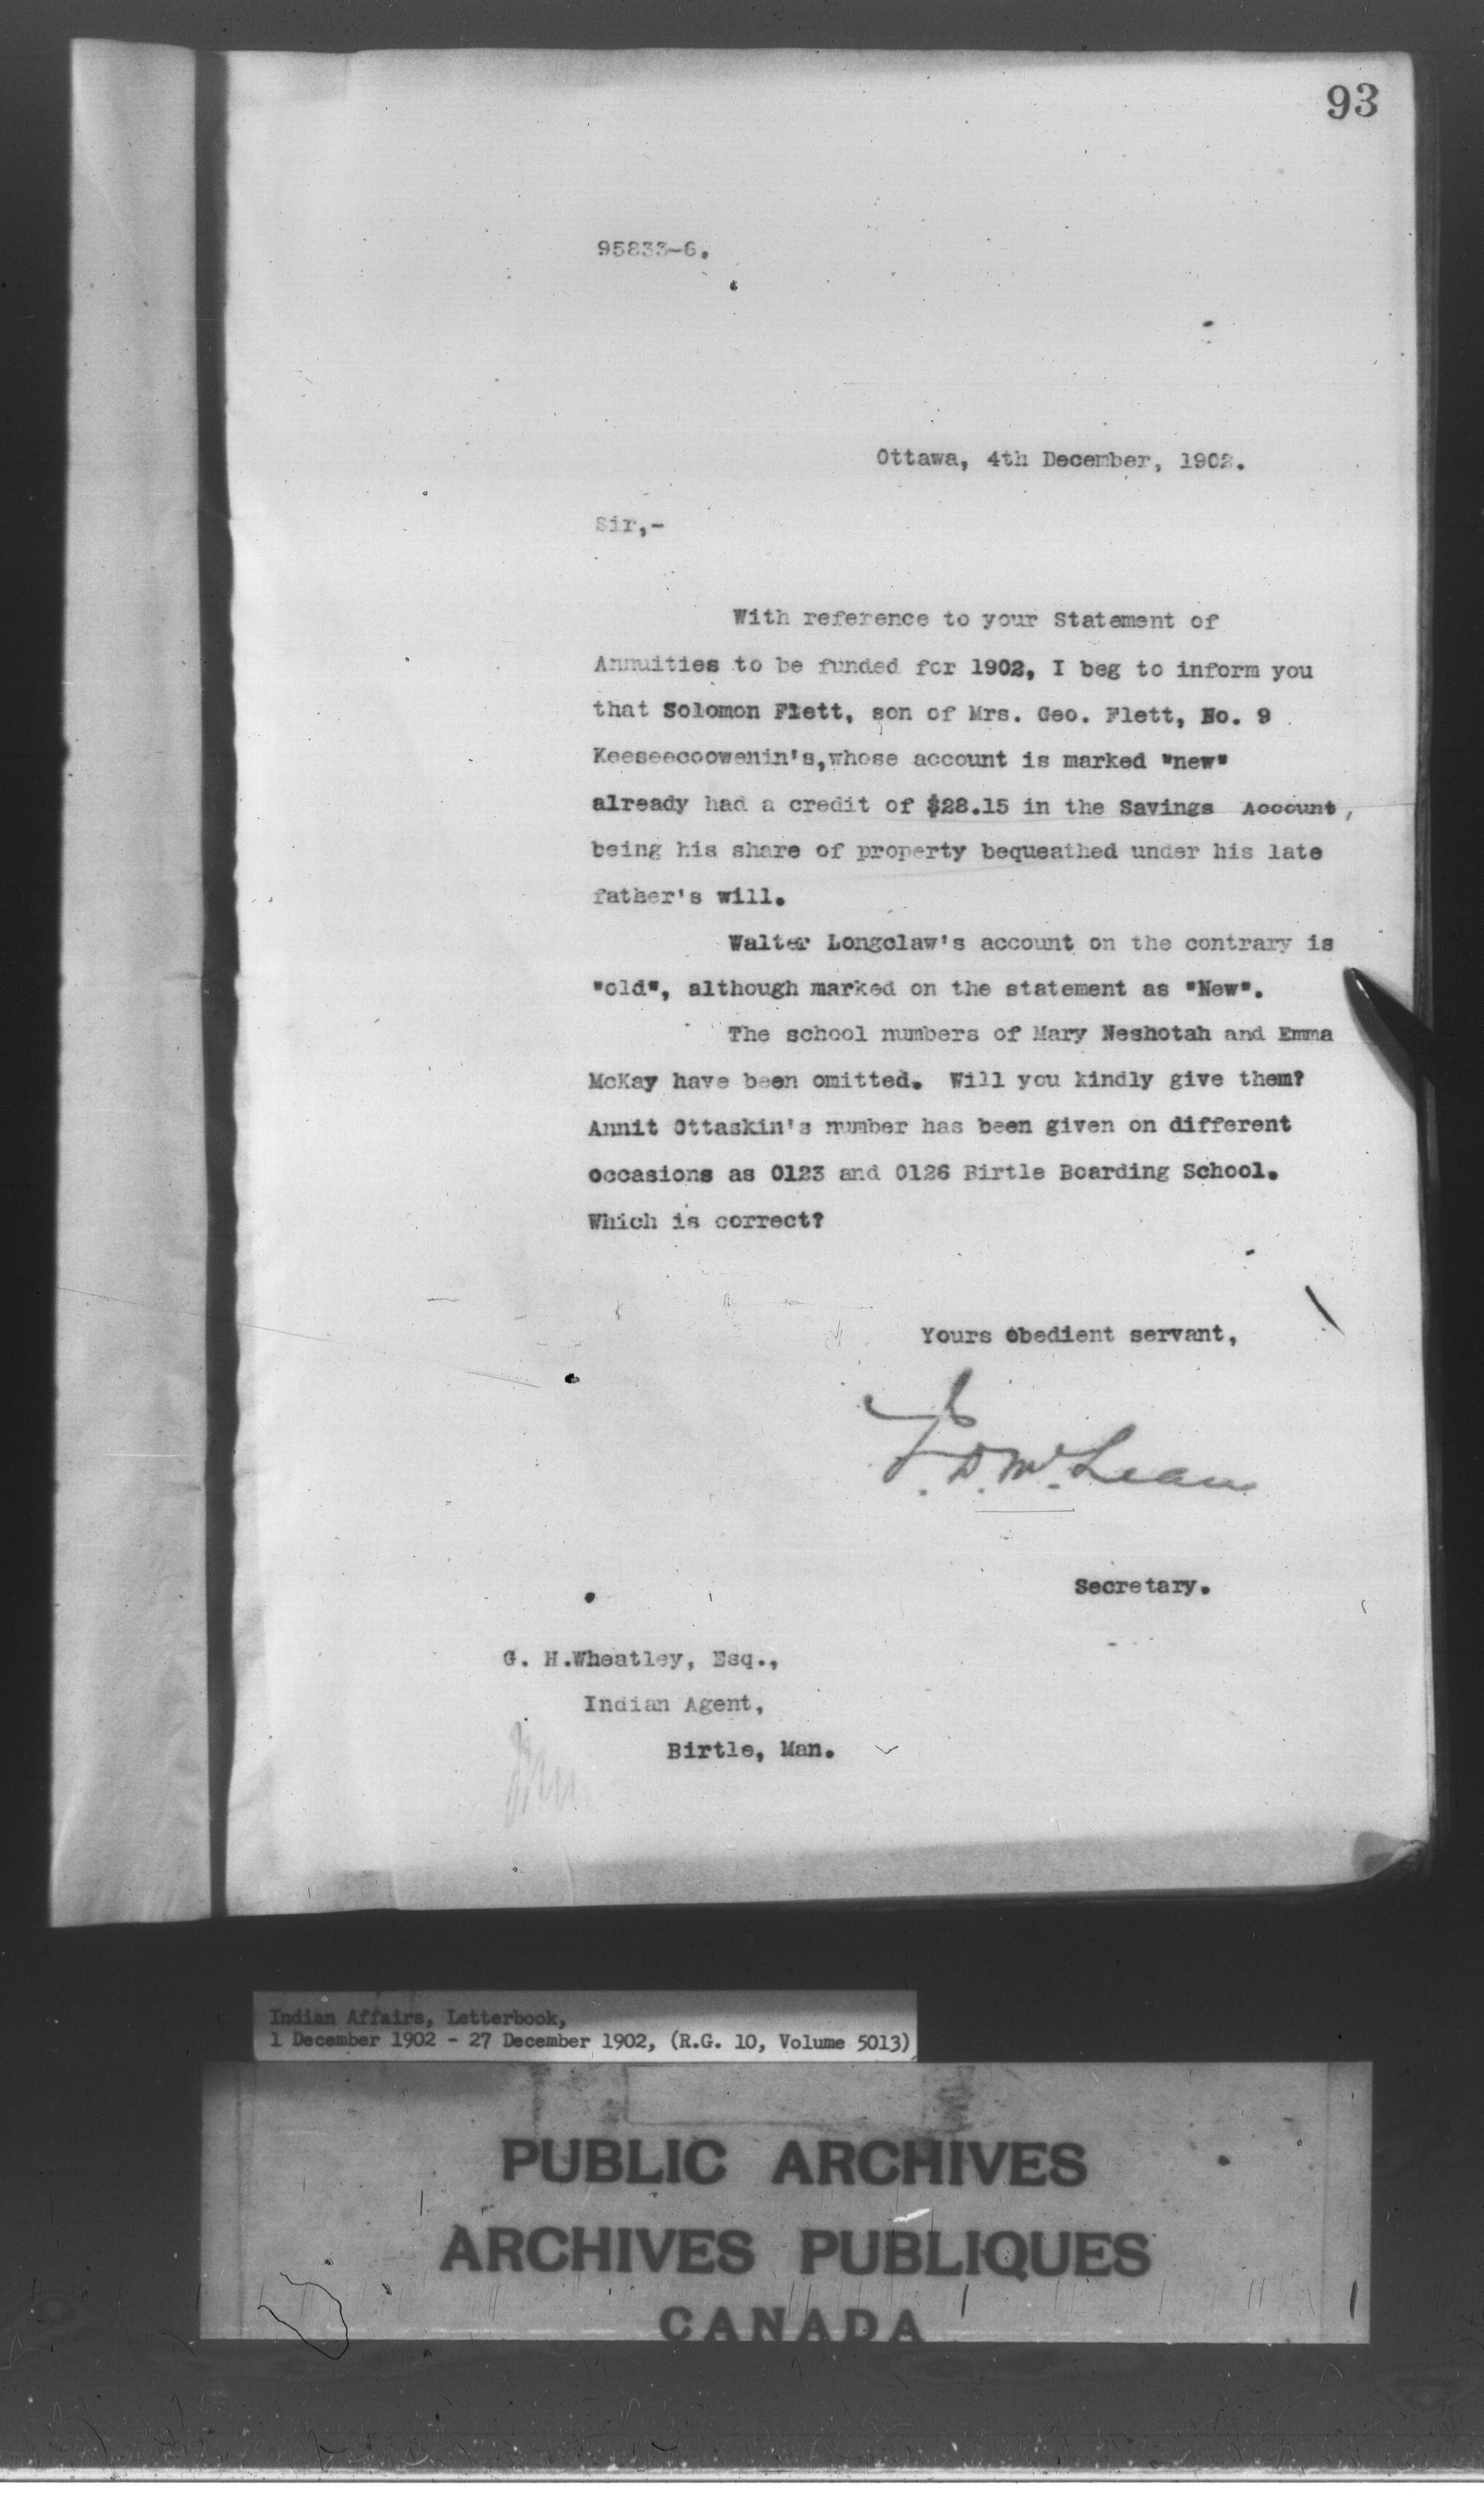 93
95833-6.
Ottawa, 4th December, 1902.
Sir,-
With reference to your Statement of
Annuities to be funded for 1902, I beg to inform you
that Solomon Flett, son of Mrs. Geo. Flett, No. 9
Keeseecoowenin's, whose account is marked "new"
already had a credit of $28.15 in the Savings Account,
being his share of property bequeathed under his late
father's will.
Walter Longclaw's account on the contrary is
"old", although marked on the statement as "New".
The school numbers of Mary Neshotah and Emma
McKay have been omitted. Will you kindly give them?
Annit Ottaskin's number has been given on different
occasions as 0123 and 0126 Birtle Boarding School.
Which is correct?
Yours obedient servant,
J. D. McLean
Secretary.
G. H.Wheatley, Esq.,
Indian Agent,
Birtle, Man.
Indian Affairs, Letterbook,
1 December 1902 - 27 December 1902, (R.G. 10, Volume 5013)
PUBLIC ARCHIVES
ARCHIVES PUBLIQUES
CANADA